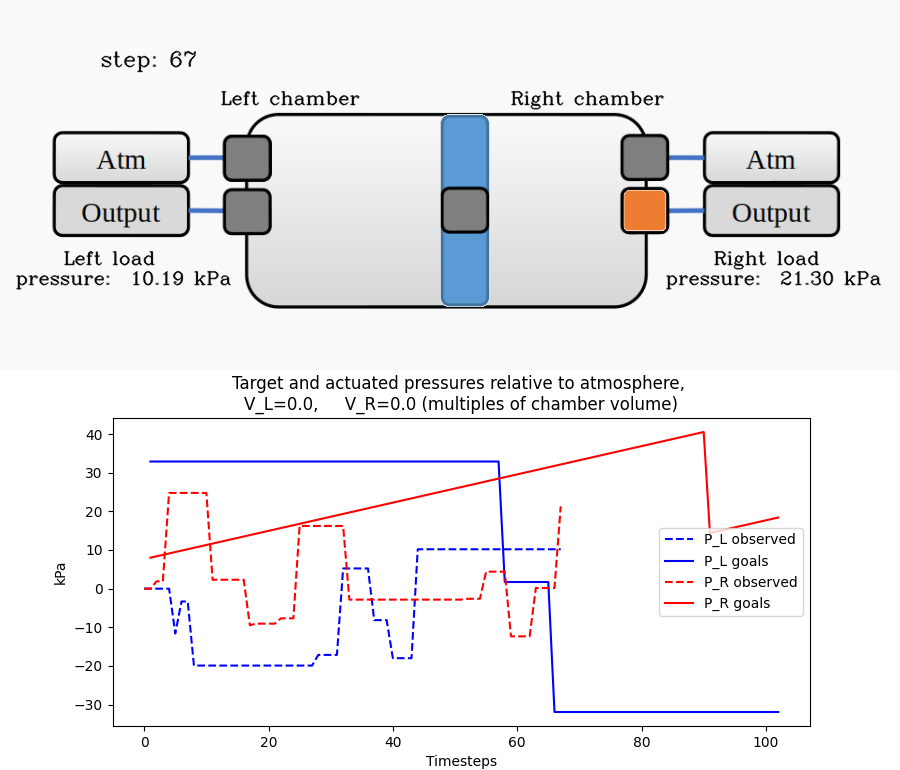 step: 67
Left chamber
Right chamber
Atm
Atm
Output
Output
Left load
pressure: 10.19 kPa
Right load
pressure: 21.30 kPa
Target and actuated pressures relative to atmosphere,
V_L=0.0, V_R=0.0 (multiples of chamber volume)
kPa
40
30
20
10
0
−10
−20
−30
P_L observed
P_L goals
P_R observed
P_R goals
0
20
40
60
80
100
Timesteps